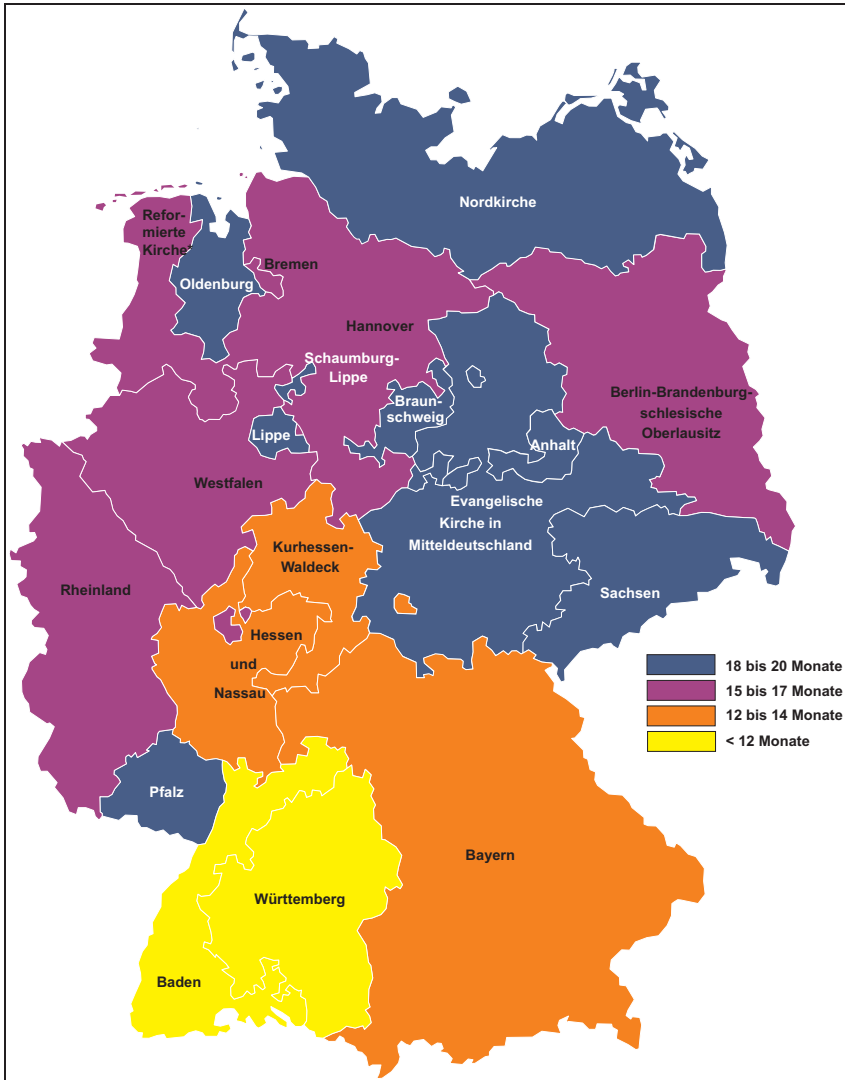 Nordkirche
Refor-
mierte
Kirche*
Bremen
Oldenburg
Hannover
Schaumburg-
Lippe
Berlin-Brandenburg-
schlesische
Oberlausitz
Braun-
schweig
Lippe
Anhalt
Westfalen
Evangelische
Kirche in
Mitteldeutschland
Kurhessen-
Waldeck
Rheinland
Sachsen
Hessen
und
Nassau
18 bis 20 Monate
15 bis 17 Monate
12 bis 14 Monate
< 12 Monate
Pfalz
Bayern
Württemberg
Baden